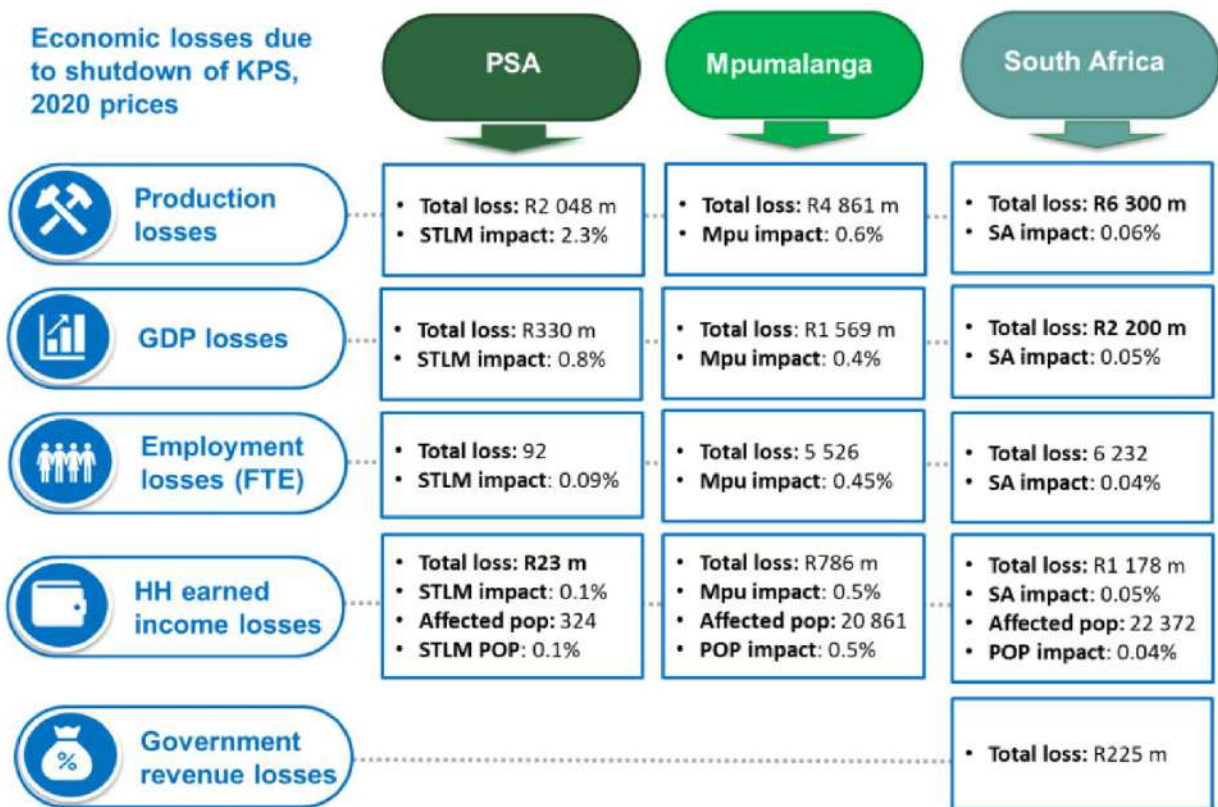 Economic losses due
to shutdown of KPS,
2020 prices
PSA
Mpumalanga
South Africa
Production
losses
• Total loss: R2 048 m
• STLM impact: 2.3%
• Total loss: R4 861 m
• Mpu impact: 0.6%
• Total loss: R6 300 m
• SA impact: 0.06%
GDP losses
• Total loss: R330 m
• STLM impact: 0.8%
• Total loss: R1 569 m
• Mpu impact: 0.4%
• Total loss: R2 200 m
• SA impact: 0.05%
Employment
losses (FTE)
• Total loss: 92
• STLM impact: 0.09%
• Total loss: 5 526
• Mpu impact: 0.45%
• Total loss: 6 232
• SA impact: 0.04%
HH earned
income losses
• Total loss: R23 m
• STLM impact: 0.1%
• Affected pop: 324
• STLM POP: 0.1%
• Total loss: R786 m
• Mpu impact: 0.5%
• Affected pop: 20 861
• POP impact: 0.5%
• Total loss: R1 178 m
• SA impact: 0.05%
• Affected pop: 22 372
• POP impact: 0.04%
%
Government
revenue losses
• Total loss: R225 m